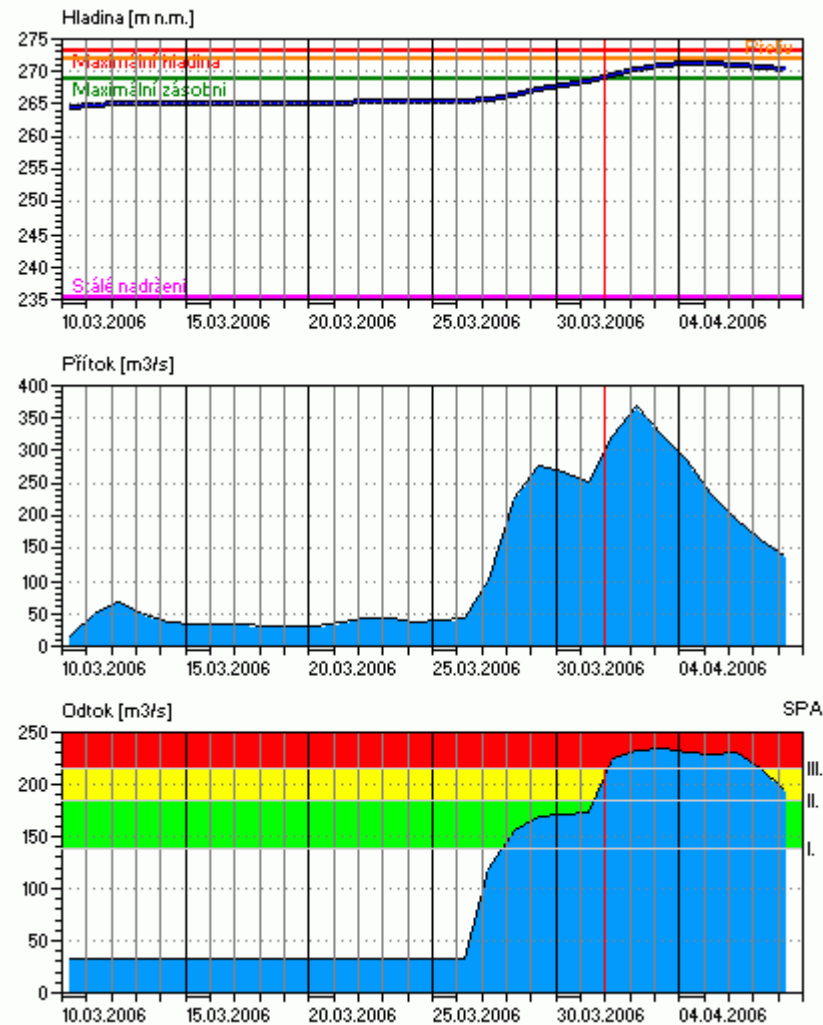 Hladina [m n.m.]
275
Přeliv
Maximální hladina
270
Maximální zásobní
265
260
255
250
245
240
Stálé nadržení
235
10.03.2006 15.03.2006 20.03.2006 25.03.2006 30.03.2006 04.04.2006
Přítok [m3/s]
400
350
300
250
200
150
100
50
0
10.03.2006 15.03.2006 20.03.2006 25.03.2006 30.03.2006 04.04.2006
Odtok [m3/s] SPA
250
III.
200
II.
150
I.
100
50
0
10.03.2006 15.03.2006 20.03.2006 25.03.2006 30.03.2006 04.04.2006